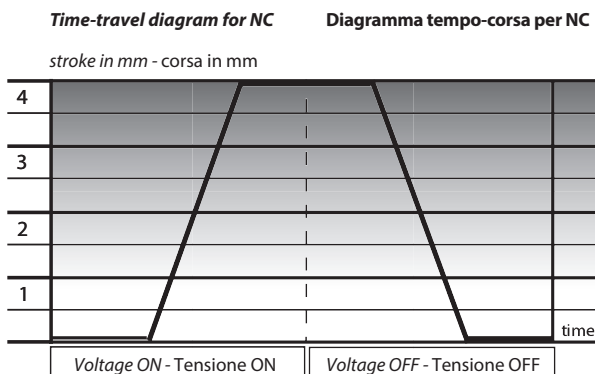 Time-travel diagram for NC
Diagramma tempo-corsa per NC
stroke in mm - corsa in mm
4
3
2
1
time
Voltage ON - Tensione ON
Voltage OFF - Tensione OFF